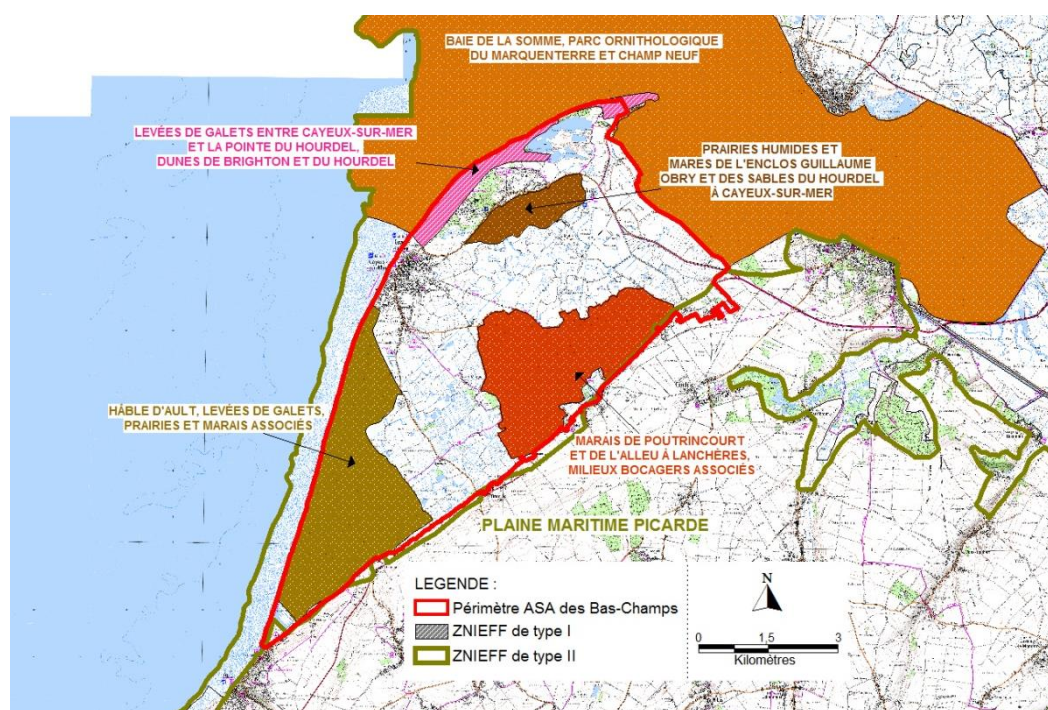 BAIE DE LA SOMME, PARC ORNITHOLOGIQUE
DU MARQUENTERRE ET CHAMP NEUF
LEVÉES DE GALETS ENTRE CAYEUX-SUR-MER
ET LA POINTE DU HOURDEL,
DUNES DE BRIGHTON ET DU HOURDEL
PRAIRIES HUMIDES ET
MARES DE L'ENCLOS GUILLAUME
OBRY ET DES SABLES DU HOURDEL
À CAYEUX-SUR-MER
HÂBLE D'AULT, LEVÉES DE GALETS,
PRAIRIES ET MARAIS ASSOCIÉS
MARAIS DE POUTRINCOURT
ET DE L'ALLEU À LANCHÈRES,
MILIEUX BOCAGERS ASSOCIÉS
PLAINE MARITIME PICARDE
LEGENDE :
Périmètre ASA des Bas-Champs
ZNIEFF de type I
ZNIEFF de type II
N
0 1,5 3
Kilomètres